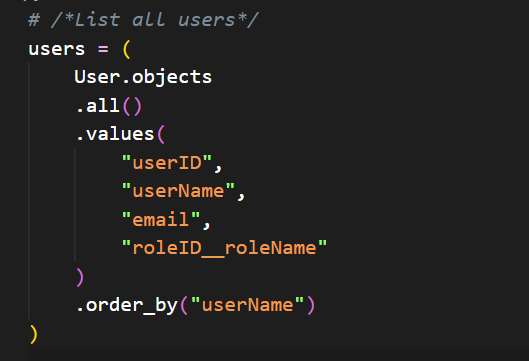 # /*List all users*/
users = (
    User.objects
    .all()
    .values(
        "userID",
        "userName",
        "email",
        "roleID__roleName"
    )
    .order_by("userName")
)